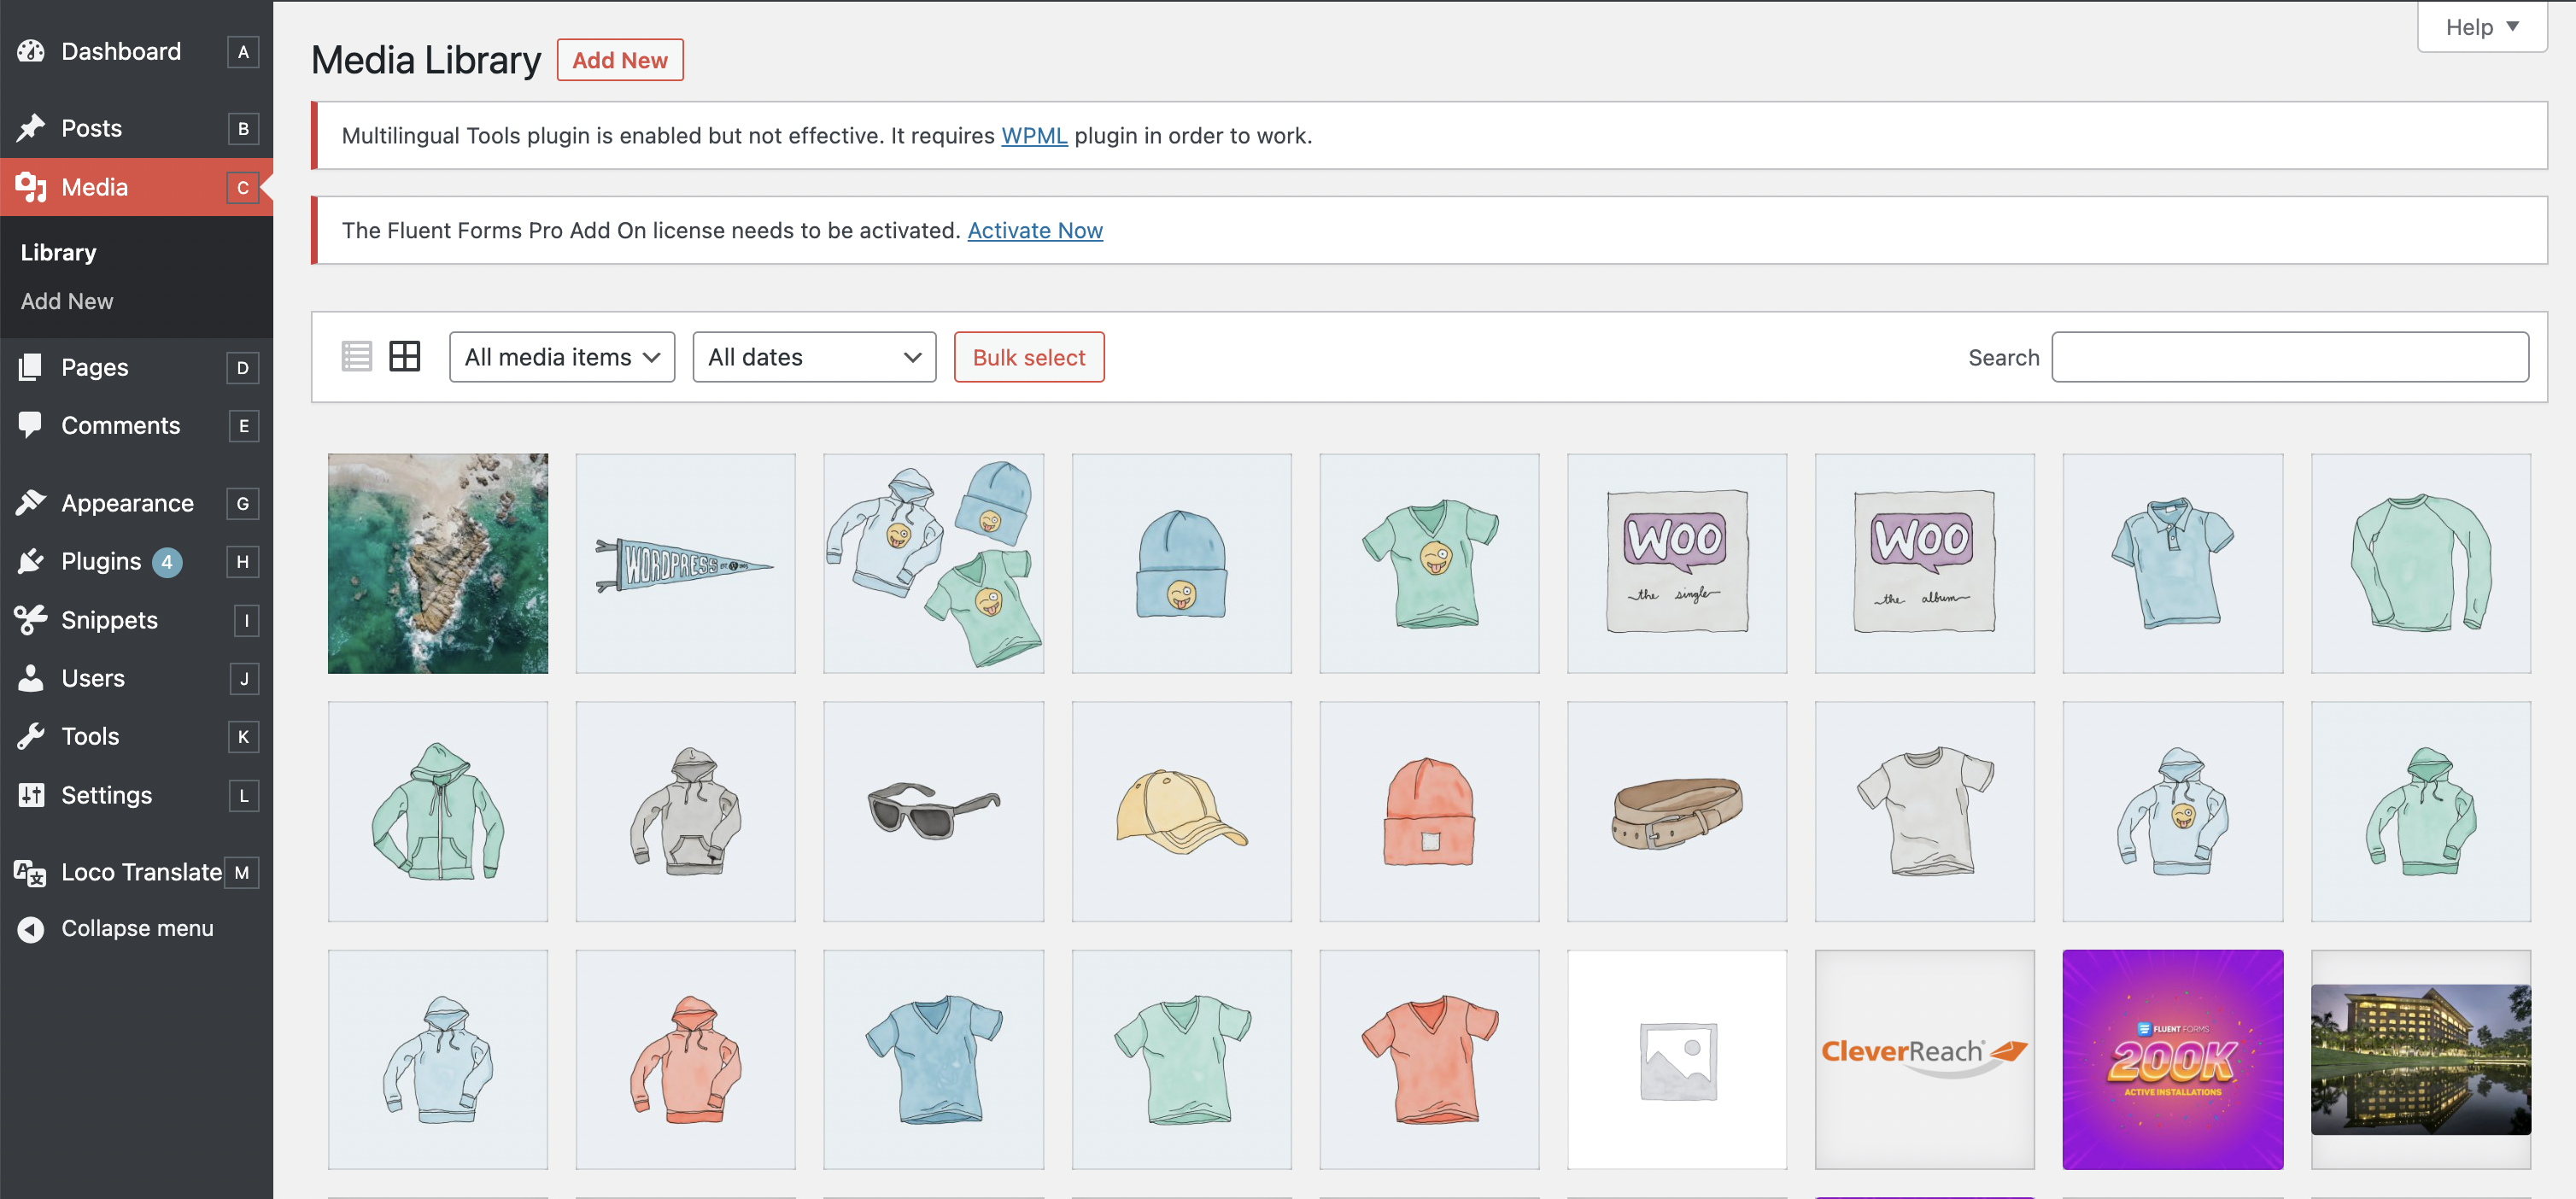 Dashboard A
Posts B
Media C
Library
Add New
Pages D
Comments E
Appearance G
Plugins 4 H
Snippets I
Users J
Tools K
Settings L
Loco Translate M
Collapse menu
Help
Media Library Add New
Multilingual Tools plugin is enabled but not effective. It requires WPML plugin in order to work.
The Fluent Forms Pro Add On license needs to be activated. Activate Now
All media items All dates Bulk select Search
WORDPRESS
WOO
the single
WOO
the album
CleverReach®
FLUENT FORMS
200K
ACTIVE INSTALLATIONS